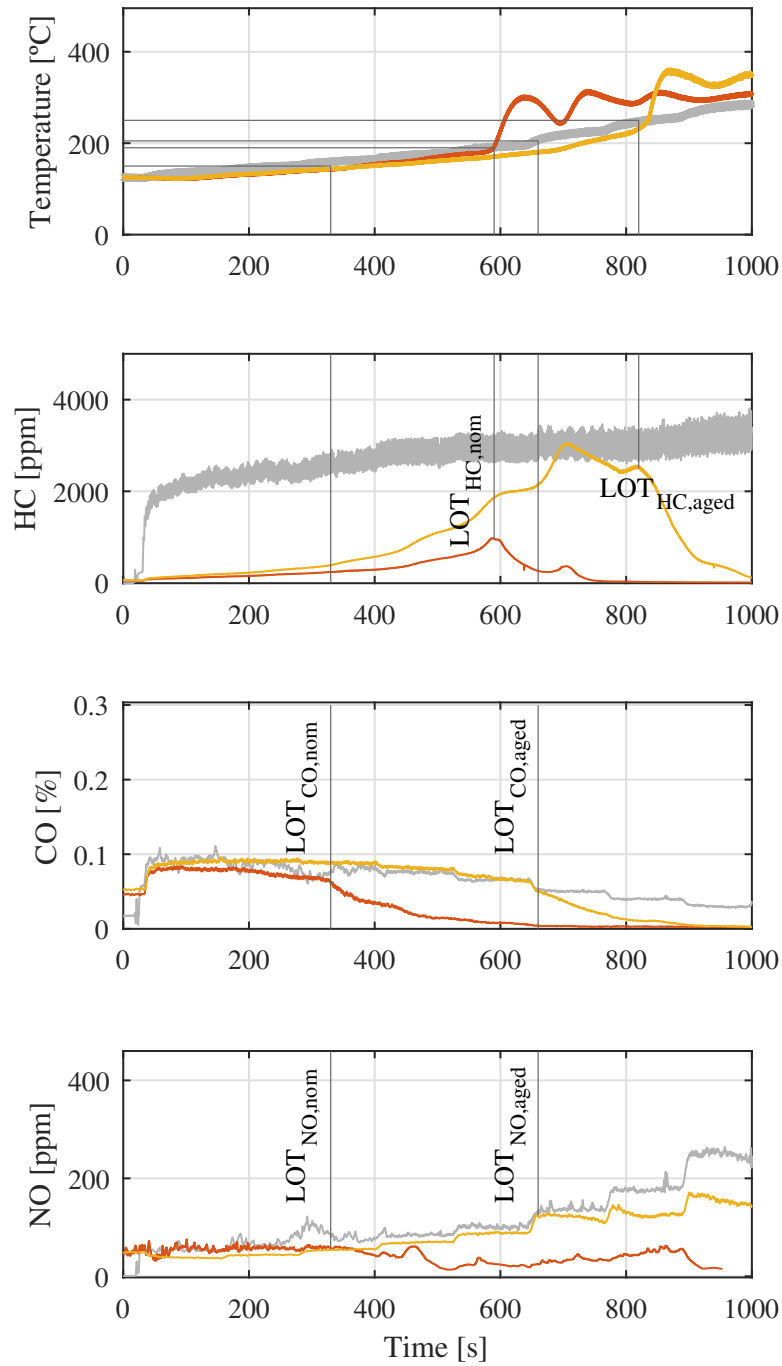 Temperature [ºC]
400
200
0
0 200 400 600 800 1000
HC [ppm]
4000
2000
0
LOT_HC,nom
LOT_HC,aged
0 200 400 600 800 1000
CO [%]
0.3
0.2
0.1
0
LOT_CO,nom
LOT_CO,aged
0 200 400 600 800 1000
NO [ppm]
400
200
0
LOT_NO,nom
LOT_NO,aged
0 200 400 600 800 1000
Time [s]